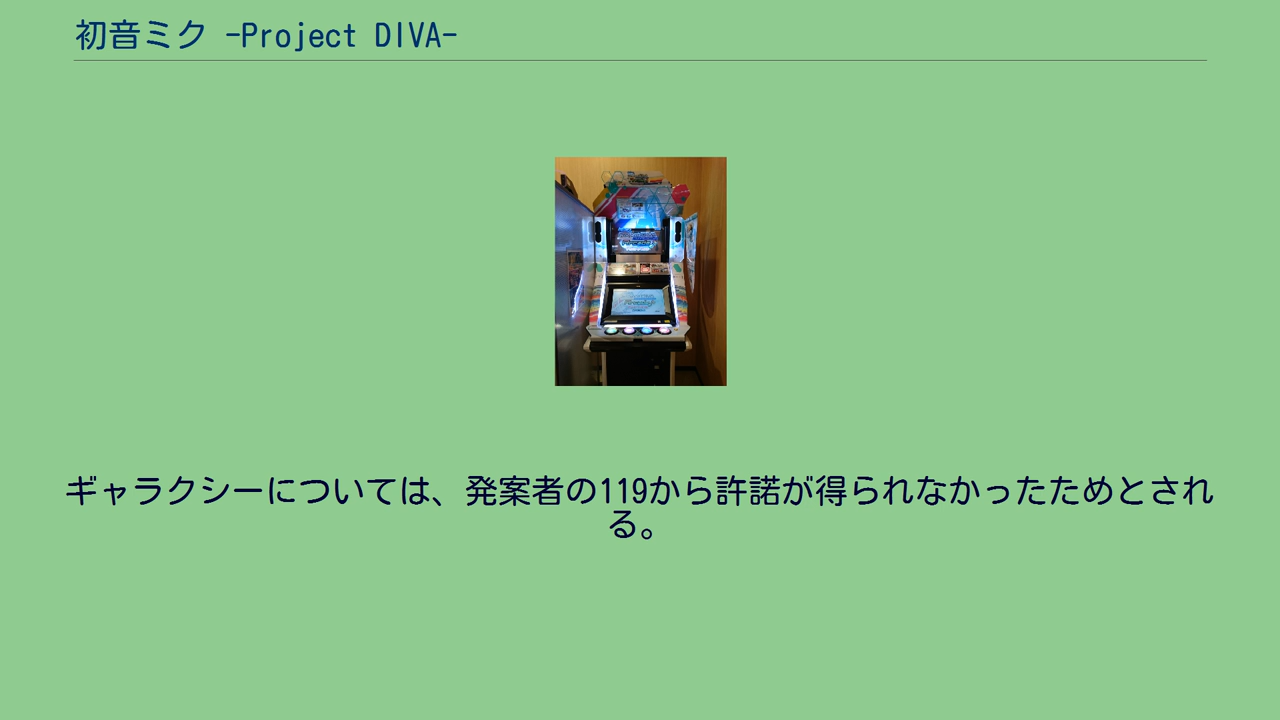 初音ミク -Project DIVA-
ギャラクシーについては、発案者の119から許諾が得られなかったためとされ
る。